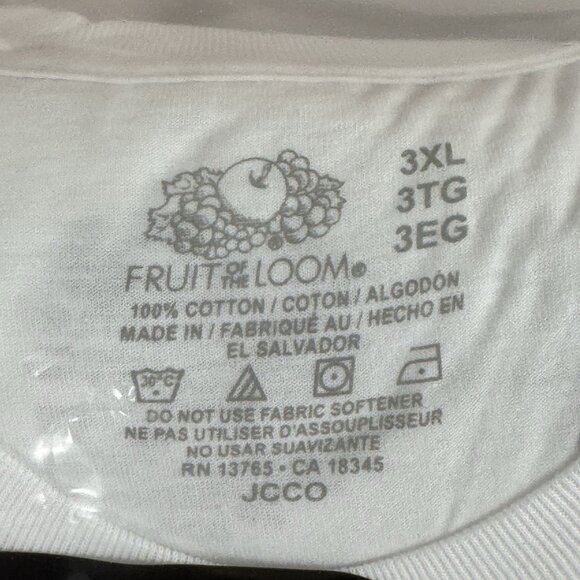 3XL
3TG
3EG
FRUIT OF THE LOOM®
100% COTTON / COTON / ALGODÓN
MADE IN / FABRIQUÉ AU / HECHO EN
EL SALVADOR
30°C
DO NOT USE FABRIC SOFTENER
NE PAS UTILISER D'ASSOUPLISSEUR
NO USAR SUAVIZANTE
RN 13765 • CA 18345
JCCO